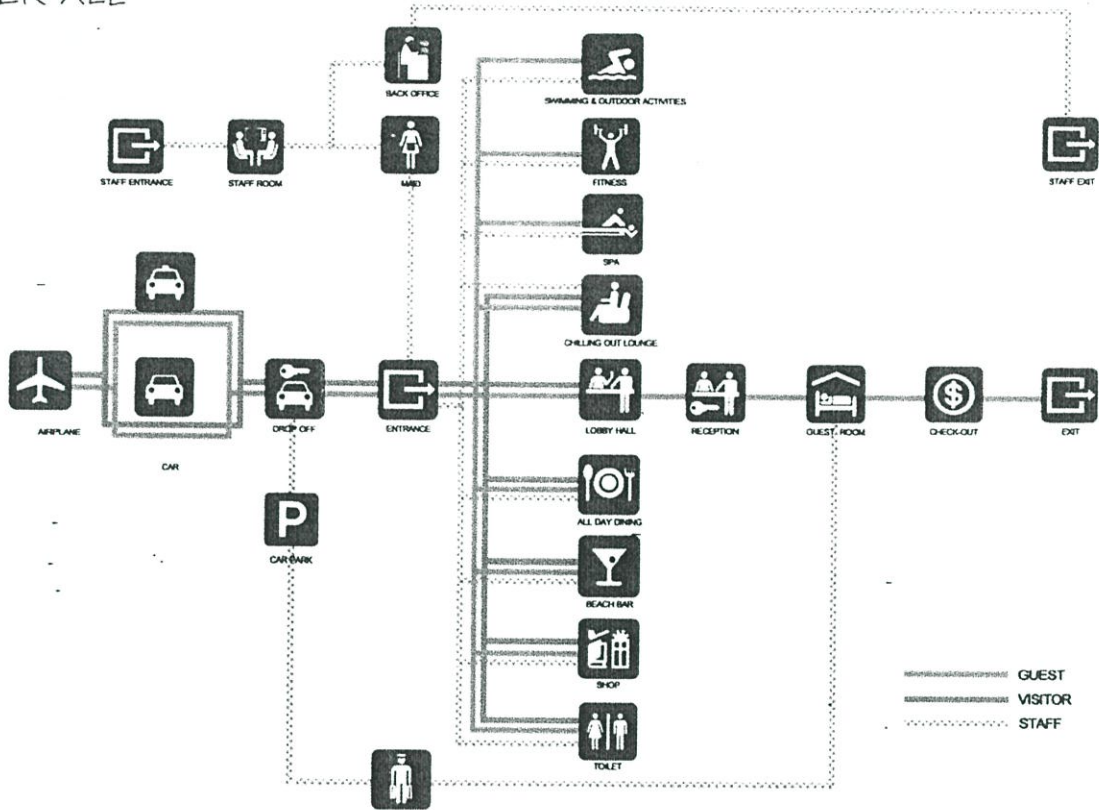 BACK OFFICE
SWIMMING & OUTDOOR ACTIVITIES
STAFF ENTRANCE
STAFF ROOM
MAID
FITNESS
STAFF EXIT
SPA
CHILLING OUT LOUNGE
AIRPLANE
DROP OFF
ENTRANCE
LOBBY HALL
RECEPTION
GUEST ROOM
CHECK-OUT
$
EXIT
CAR
P
CAR PARK
ALL DAY DINING
BEACH BAR
SHOP
TOILET
GUEST
VISITOR
STAFF